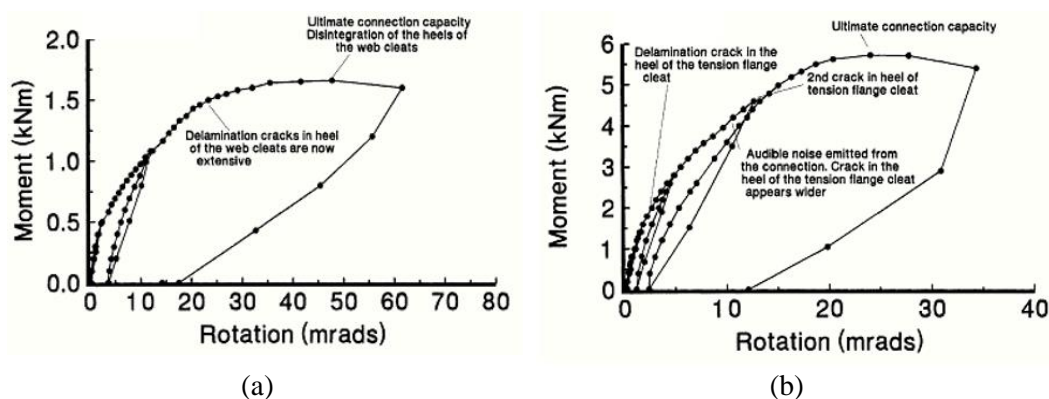 Ultimate connection capacity
Disintegration of the heels of
the web cleats
2.0
1.5
1.0
0.5
0.0
Moment (kNm)
Delamination cracks in heel
of the web cleats are now
extensive
0 10 20 30 40 50 60 70 80
Rotation (mrads)
(a)
Ultimate connection capacity
Delamination crack in the
heel of the tension flange
cleat
2nd crack in heel of
tension flange cleat
6
5
4
3
2
1
0
Moment (kNm)
Audible noise emitted from
the connection. Crack in the
heel of the tension flange cleat
appears wider
0 10 20 30 40
Rotation (mrads)
(b)